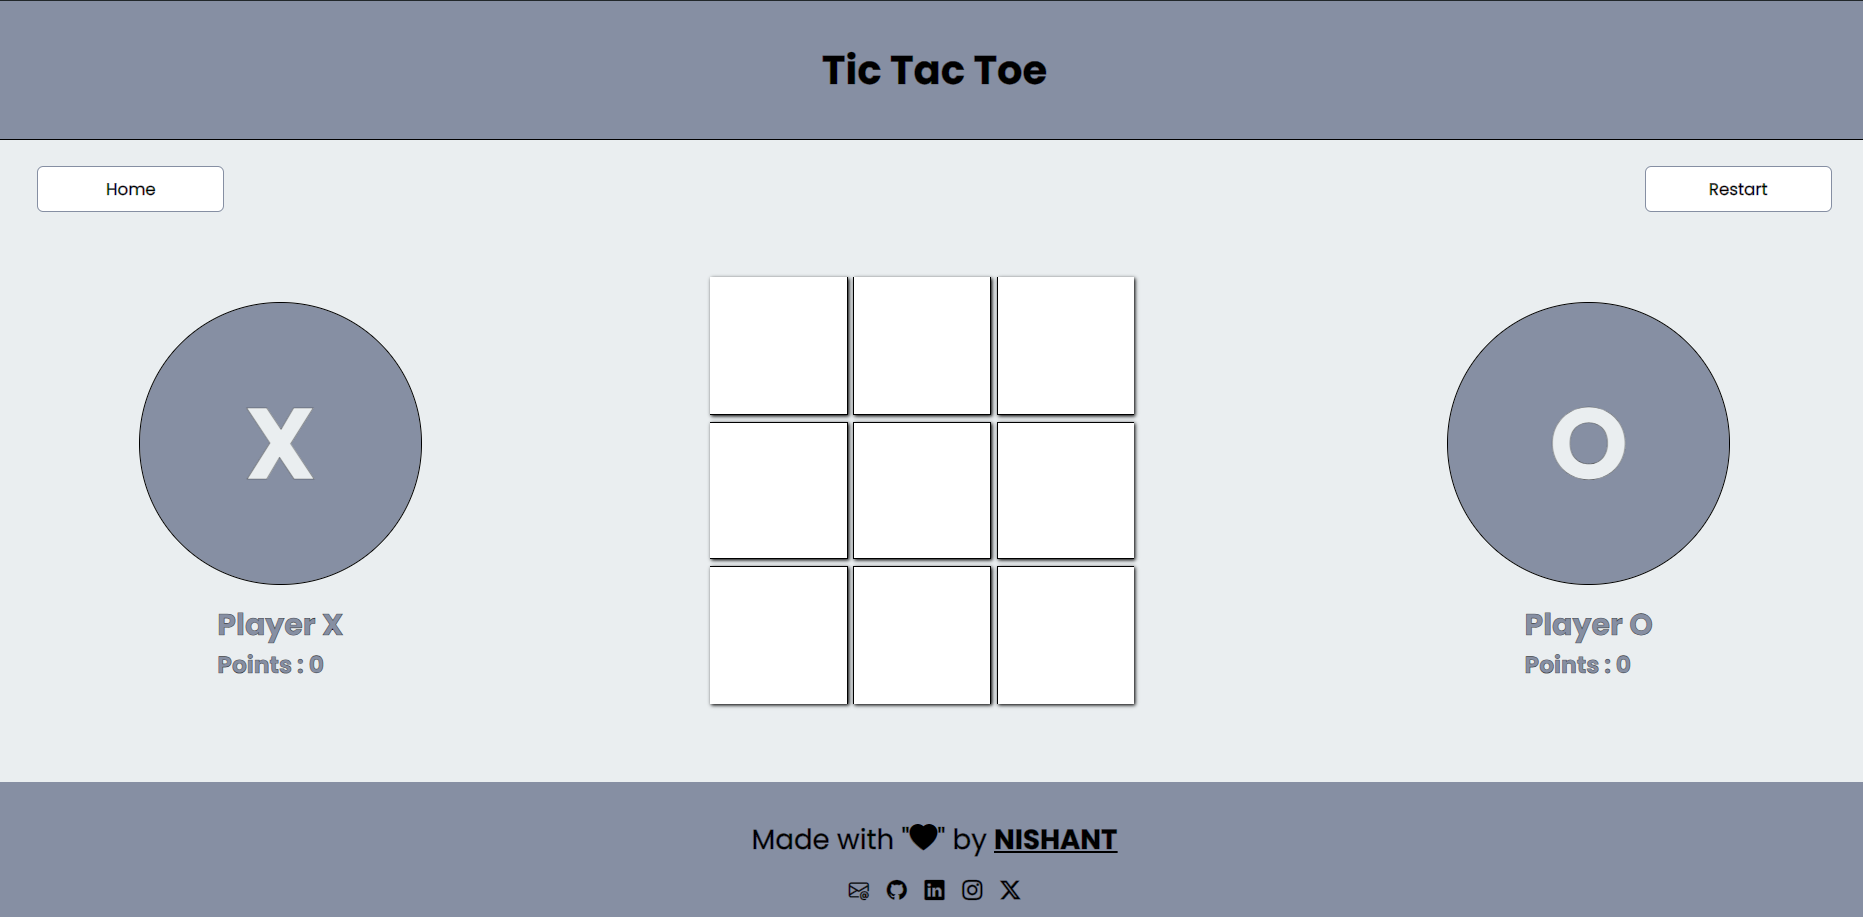 Tic Tac Toe
Home
Restart
X
O
Player X
Points : 0
Player O
Points : 0
Made with "♥" by NISHANT